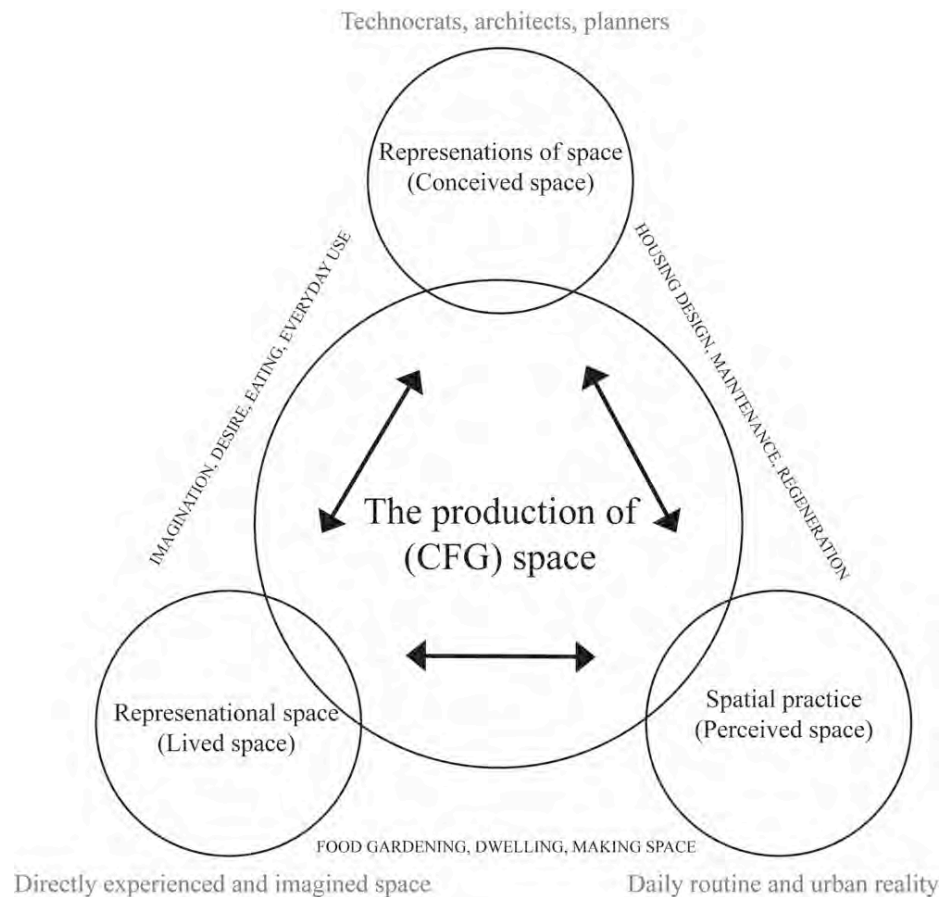 Technocrats, architects, planners
Represenations of space
(Conceived space)
IMAGINATION, DESIRE, EATING, EVERYDAY USE
HOUSING DESIGN, MAINTENANCE, REGENERATION
The production of
(CFG) space
Represenational space
(Lived space)
Spatial practice
(Perceived space)
FOOD GARDENING, DWELLING, MAKING SPACE
Directly experienced and imagined space
Daily routine and urban reality